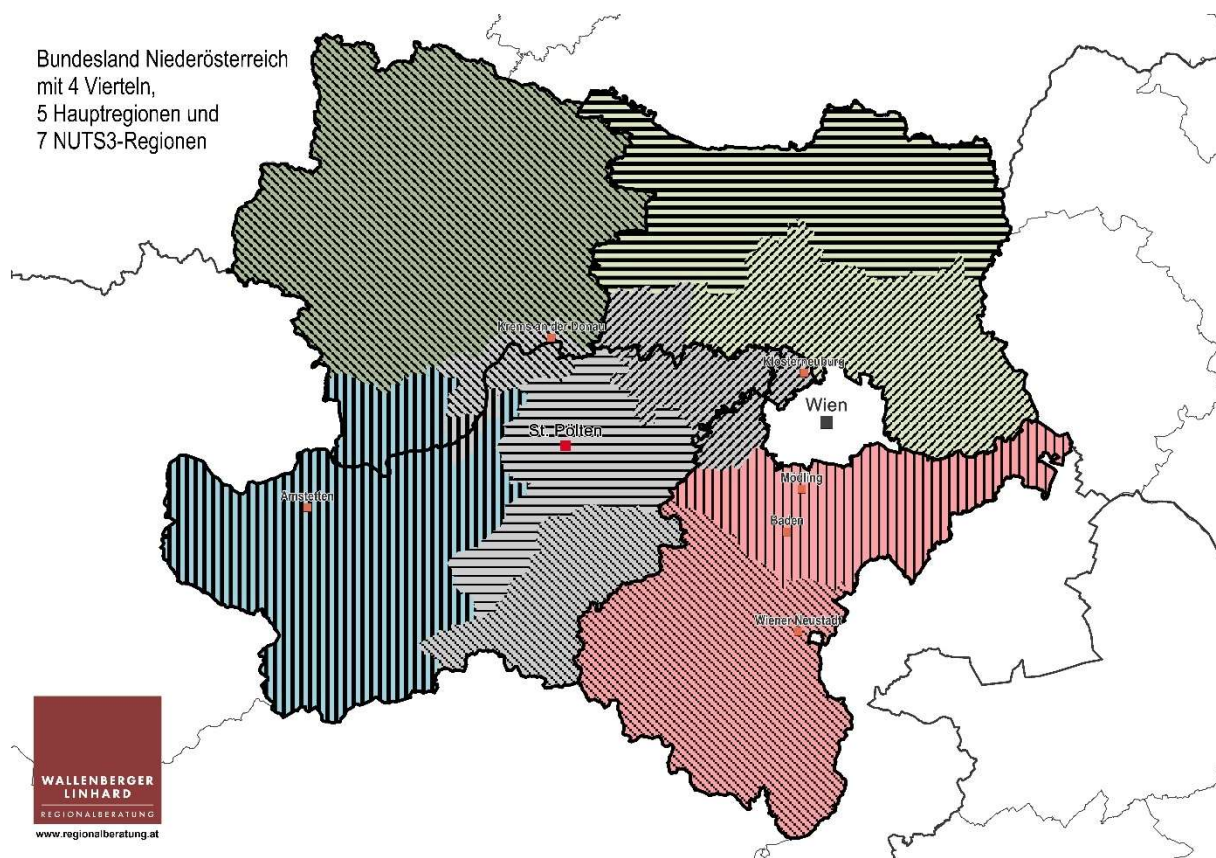 Bundesland Niederösterreich
mit 4 Vierteln,
5 Hauptregionen und
7 NUTS3-Regionen
Krems an der Donau
Klosterneuburg
Wien
St. Pölten
Amstetten
Mödling
Baden
Wiener Neustadt
WALLENBERGER
LINHARD
REGIONALBERATUNG
www.regionalberatung.at